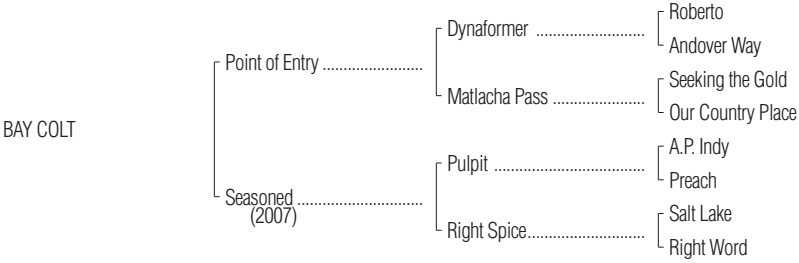 Roberto
Dynaformer ........................
Andover Way
Point of Entry ......................
Seeking the Gold
Matlacha Pass ....................
Our Country Place
BAY COLT
A.P. Indy
Pulpit .................................
Preach
Seasoned ...........................
(2007)
Salt Lake
Right Spice.........................
Right Word